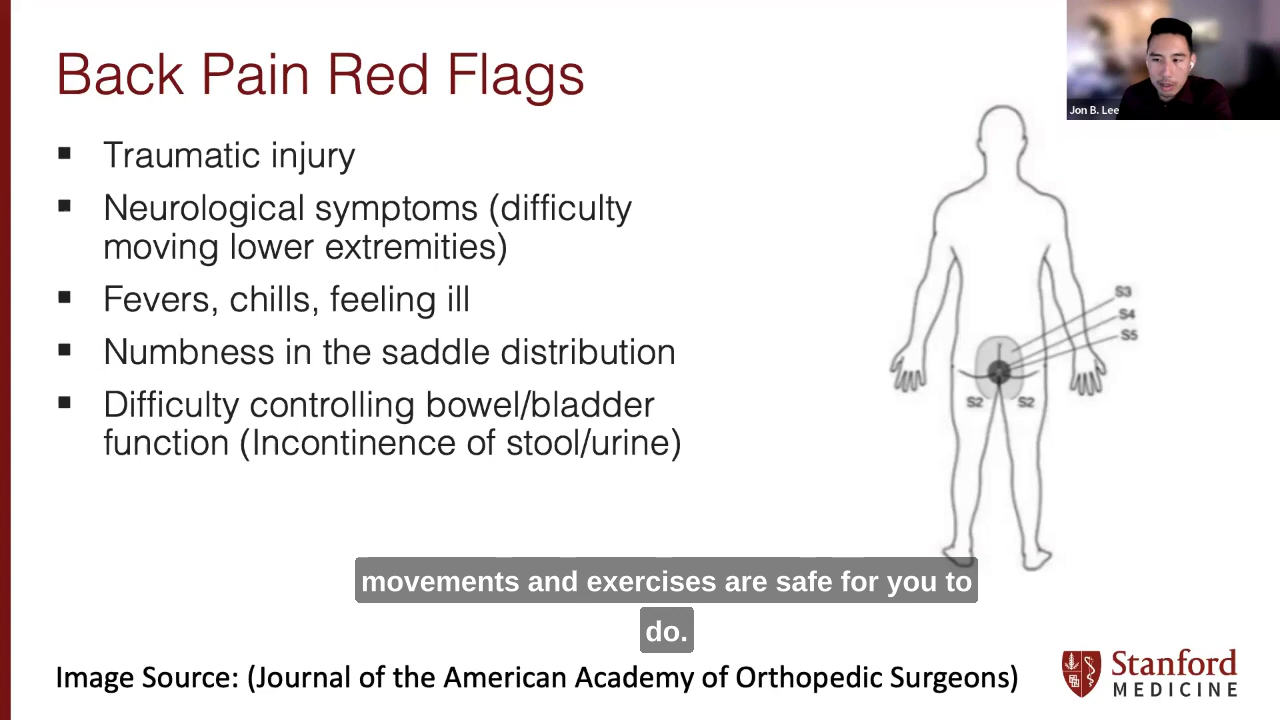 Back Pain Red Flags
Jon B. Lee
▪ Traumatic injury
▪ Neurological symptoms (difficulty
moving lower extremities)
▪ Fevers, chills, feeling ill
▪ Numbness in the saddle distribution
▪ Difficulty controlling bowel/bladder
function (Incontinence of stool/urine)
S3
S4
S5
S2 S2
movements and exercises are safe for you to
do.
Image Source: (Journal of the American Academy of Orthopedic Surgeons)
Stanford
MEDICINE